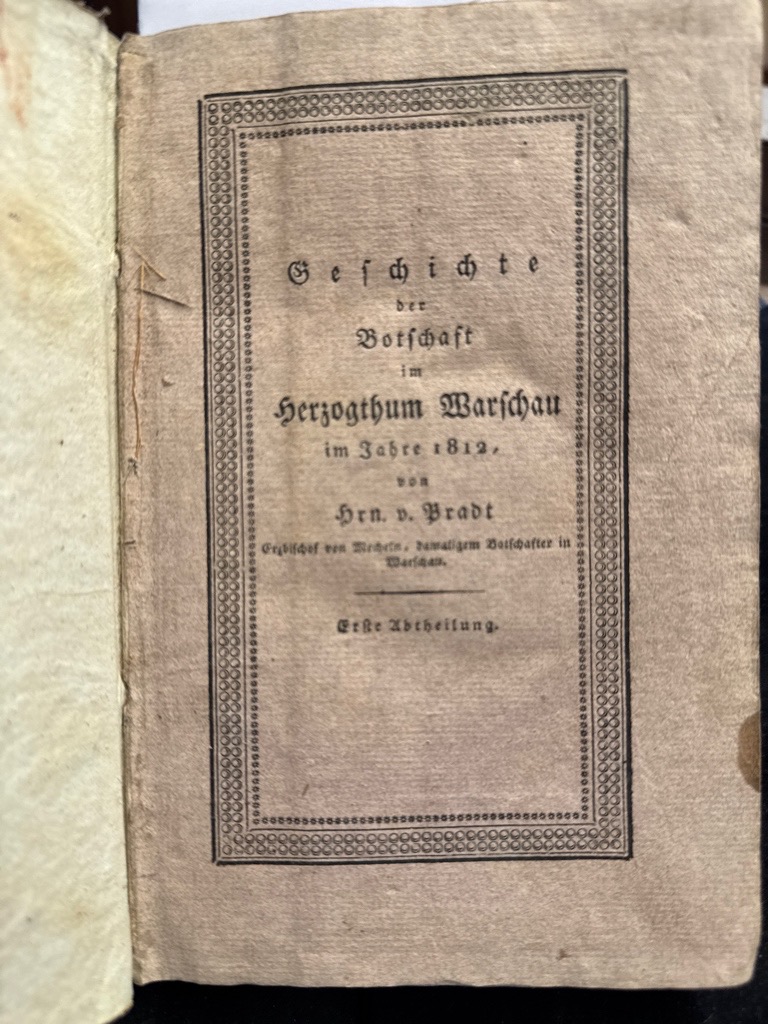 Geschichte
der
Botschaft
im
Herzogthum Warschau
im Jahre 1812,
von
Hrn. v. Pradt
Erzbischof von Mecheln, damaligem Botschafter in
Warschau.
Erste Abtheilung.